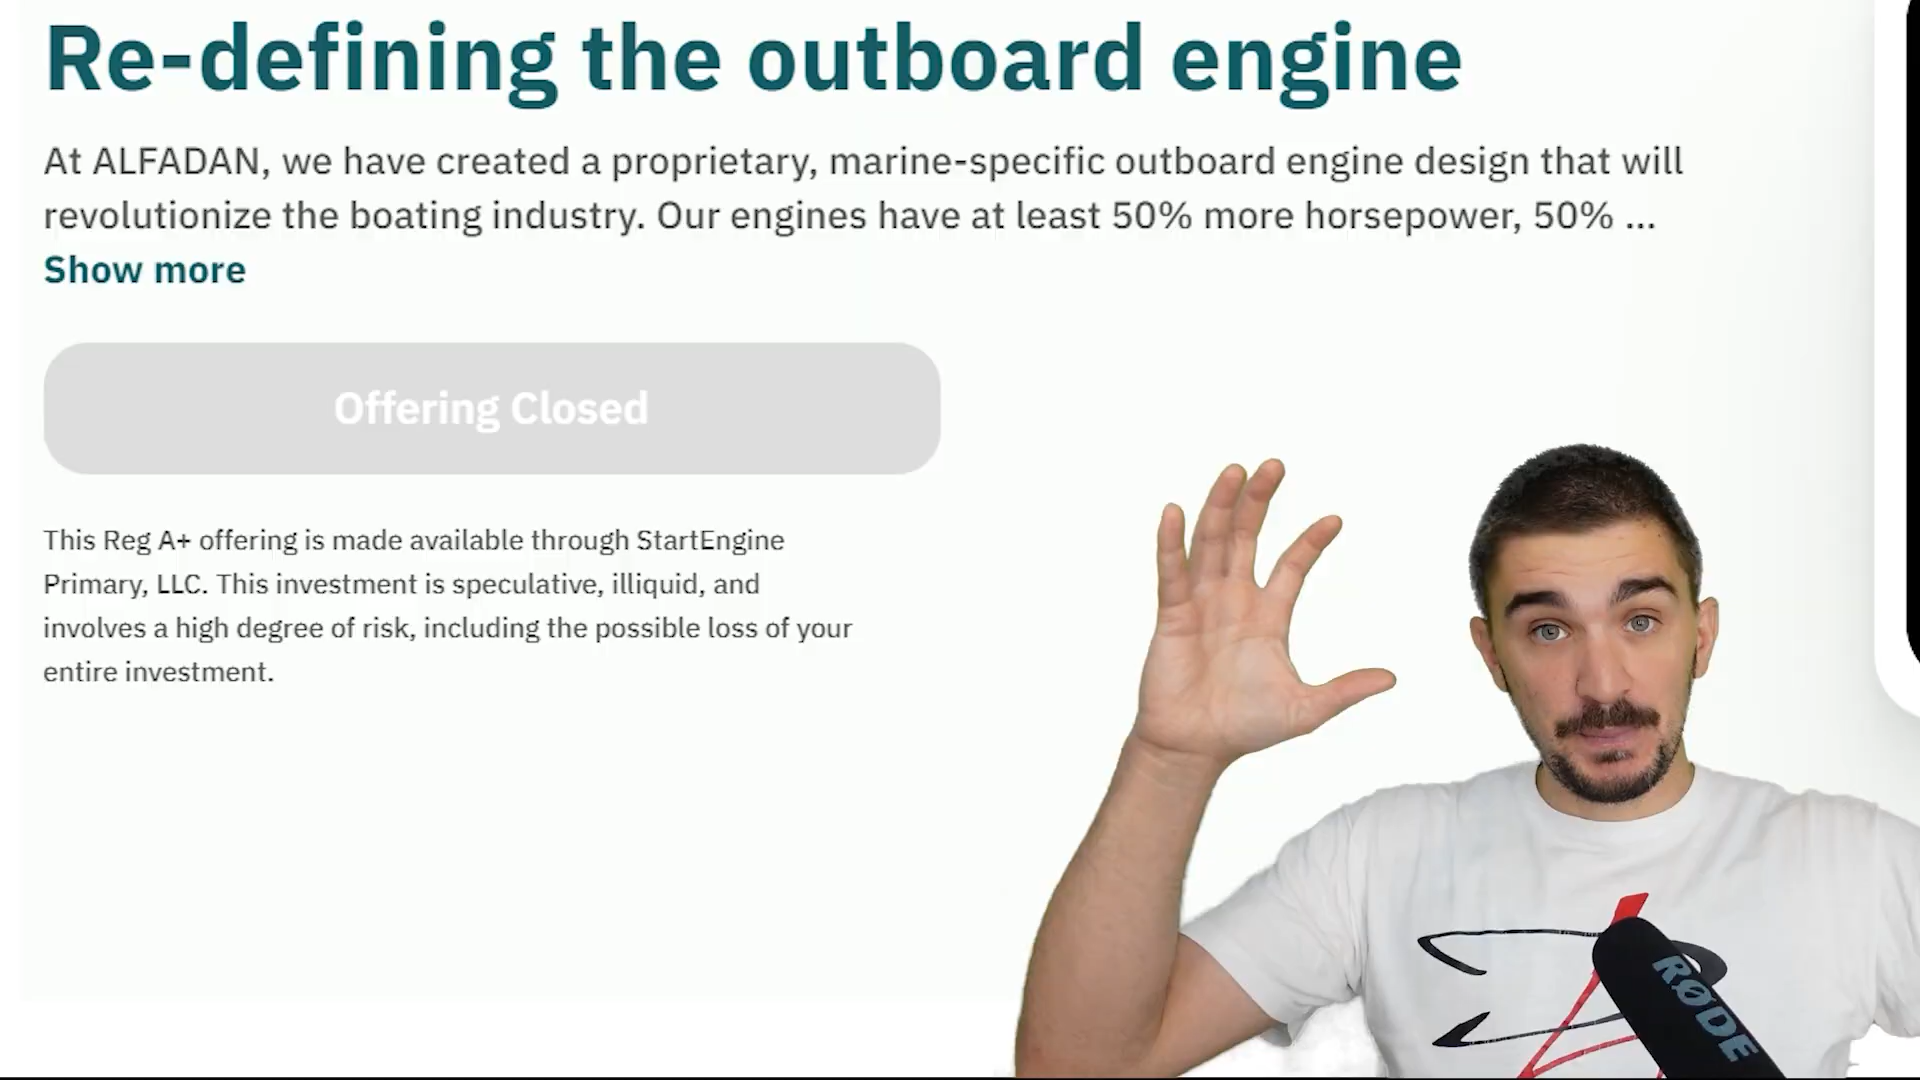 Re-defining the outboard engine
At ALFADAN, we have created a proprietary, marine-specific outboard engine design that will
revolutionize the boating industry. Our engines have at least 50% more horsepower, 50% ...
Show more
Offering Closed
This Reg A+ offering is made available through StartEngine
Primary, LLC. This investment is speculative, illiquid, and
involves a high degree of risk, including the possible loss of your
entire investment.
RØDE